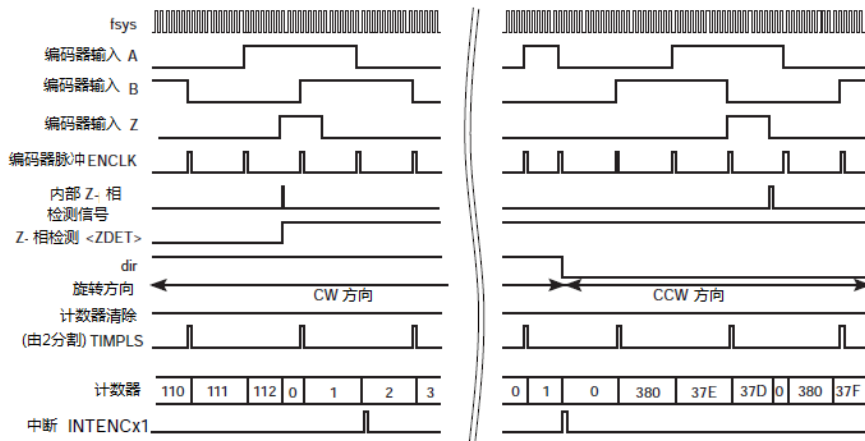 fsys
编码器输入 A
编码器输入 B
编码器输入 Z
编码器脉冲 ENCLK
内部 Z- 相
检测信号
Z- 相检测 <ZDET>
dir
旋转方向
CW 方向
CCW 方向
计数器清除
(由2分割) TIMPLS
计数器
110 111 112 0 1 2 3
0 1 0 380 37E 37D 0 380 37F
中断 INTENCx1